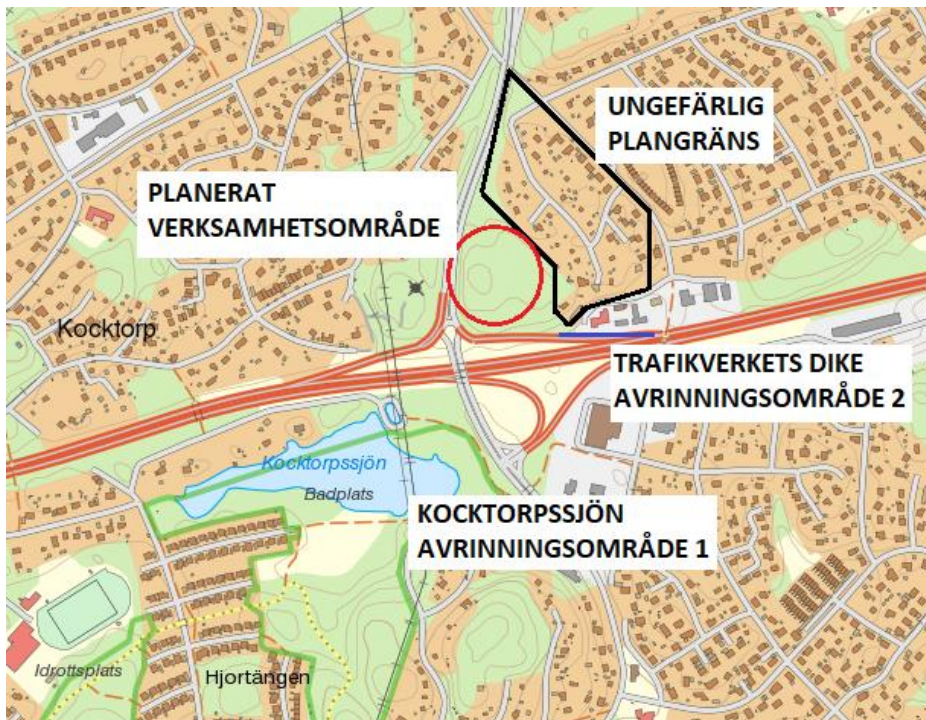 UNGEFÄRLIG
PLANGRÄNS
PLANERAT
VERKSAMHETSOMRÅDE
Kocktorp
TRAFIKVERKETS DIKE
AVRINNINGSOMRÅDE 2
Kocktorpssjön
Badplats
KOCKTORPSSJÖN
AVRINNINGSOMRÅDE 1
Idrottsplats
Hjortängen